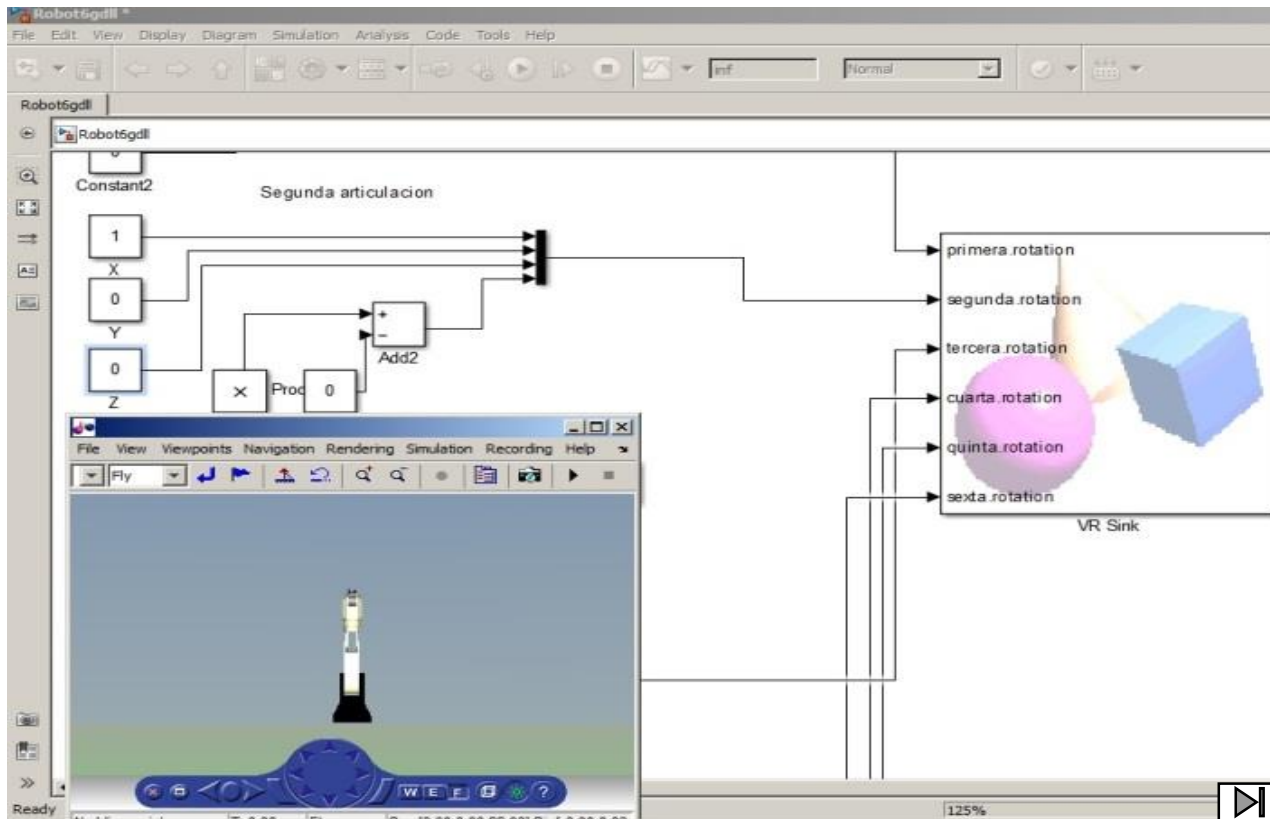 Robot6gdll *
File Edit View Display Diagram Simulation Analysis Code Tools Help
inf Normal
Robot6gdll
Robot6gdll
Constant2
Segunda articulacion
1
X
0
Y
0
Z
+
−
Add2
×
Prod
0
primera.rotation
segunda.rotation
tercera.rotation
cuarta.rotation
quinta.rotation
sexta.rotation
VR Sink
File View Viewpoints Navigation Rendering Simulation Recording Help
Fly
W E F ?
Ready
125%